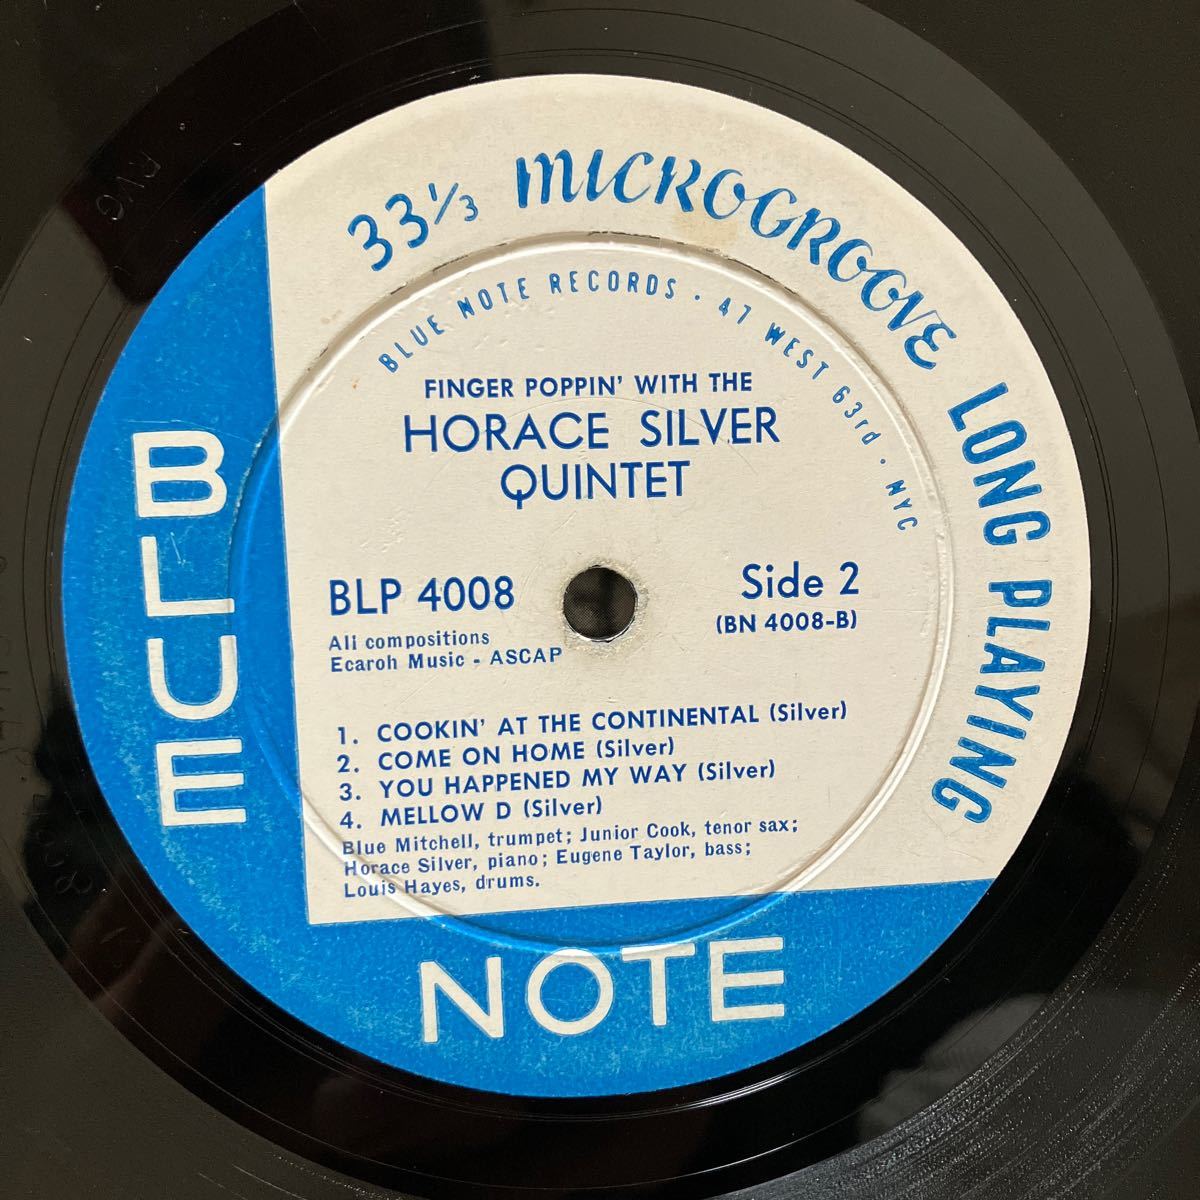 33 1/3 MICROGROOVE LONG PLAYING
BLUE NOTE RECORDS · 47 WEST 63rd · NYC
FINGER POPPIN' WITH THE
HORACE SILVER
QUINTET
BLP 4008
Side 2
(BN 4008-B)
All compositions
Ecaroh Music - ASCAP
1. COOKIN' AT THE CONTINENTAL (Silver)
2. COME ON HOME (Silver)
3. YOU HAPPENED MY WAY (Silver)
4. MELLOW D (Silver)
Blue Mitchell, trumpet; Junior Cook, tenor sax;
Horace Silver, piano; Eugene Taylor, bass;
Louis Hayes, drums.
BLUE
NOTE
RVG